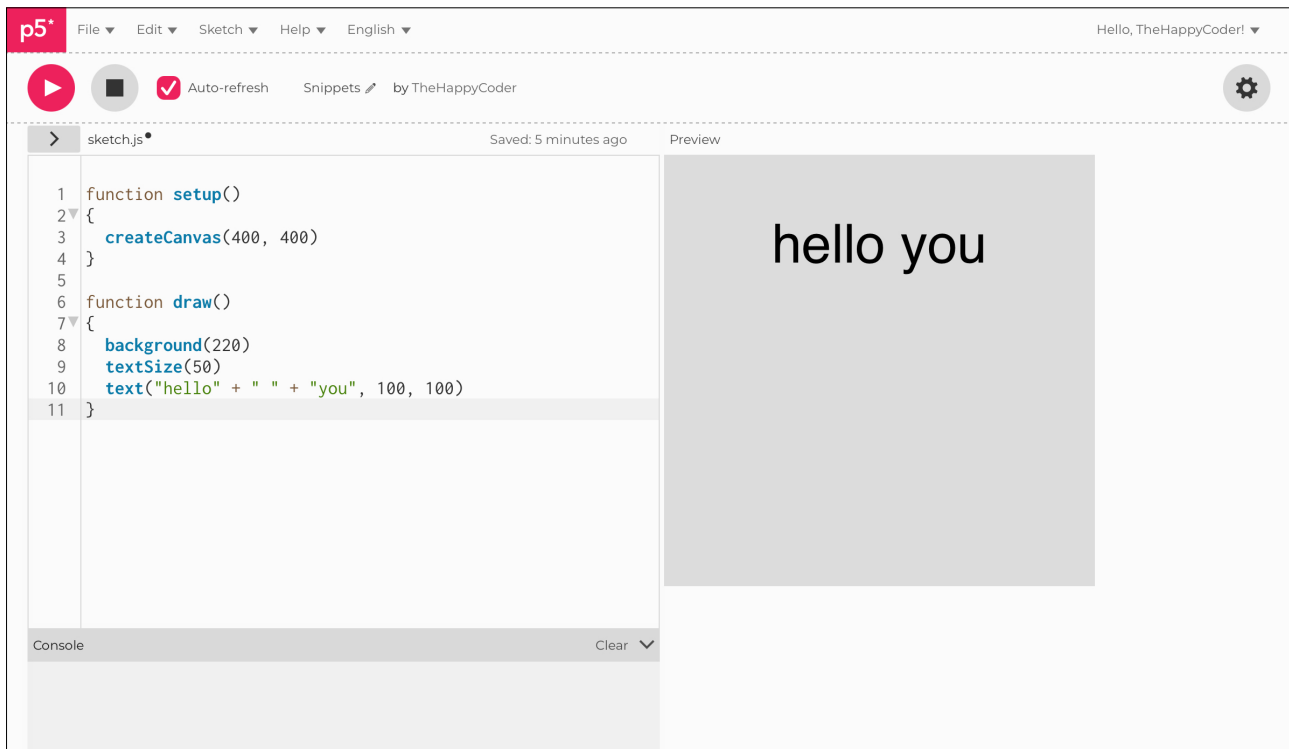 p5* File Edit Sketch Help English Hello, TheHappyCoder!
Auto-refresh Snippets by TheHappyCoder
sketch.js Saved: 5 minutes ago Preview
1 function setup()
2 {
3   createCanvas(400, 400)
4 }
5
6 function draw()
7 {
8   background(220)
9   textSize(50)
10   text("hello" + " " + "you", 100, 100)
11 }
hello you
Console Clear